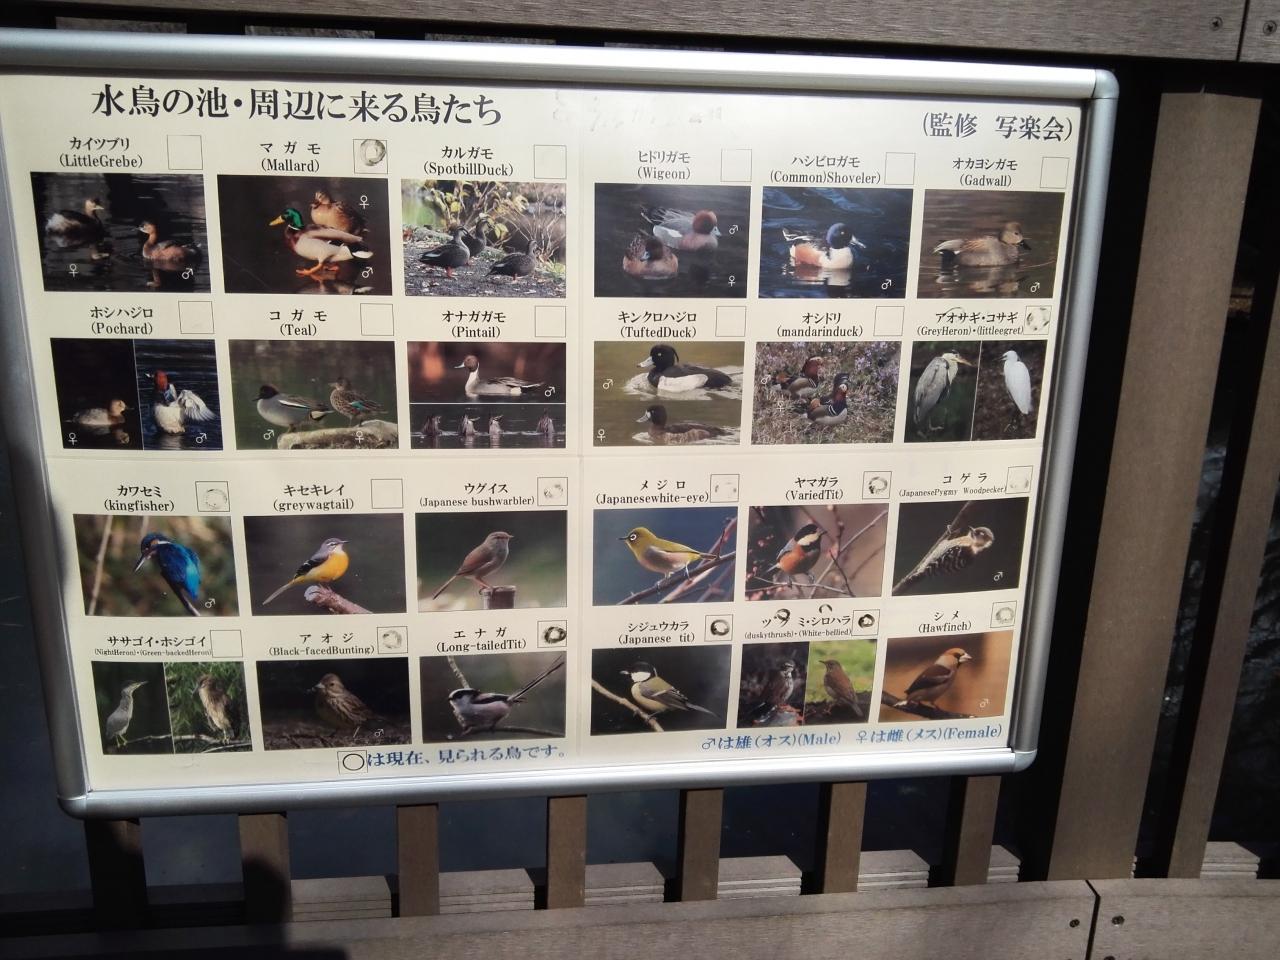 水鳥の池・周辺に来る鳥たち
(監修 写楽会)
カイツブリ
(LittleGrebe)
マガモ
(Mallard)
カルガモ
(SpotbillDuck)
ヒドリガモ
(Wigeon)
ハシビロガモ
(Common)Shoveler)
オカヨシガモ
(Gadwall)
♀
♂
♀
♂
♂
♀
♂
♂
ホシハジロ
(Pochard)
コガモ
(Teal)
オナガガモ
(Pintail)
キンクロハジロ
(TuftedDuck)
オシドリ
(mandarinduck)
アオサギ・コサギ
(GreyHeron)・(littleegret)
♀
♂
♂
♀
♂
♂
♀
♂
♀
カワセミ
(kingfisher)
キセキレイ
(greywagtail)
ウグイス
(Japanese bushwarbler)
メジロ
(Japanesewhite-eye)
ヤマガラ
(VariedTit)
コゲラ
(JapanesePygmy Woodpecker)
♂
♂
ササゴイ・ホシゴイ
(NightHeron)・(Green-backedHeron)
アオジ
(Black-facedBunting)
エナガ
(Long-tailedTit)
シジュウカラ
(Japanese tit)
ツグミ・シロハラ
(duskythrush)・(White-bellied)
シメ
(Hawfinch)
♂
♂
○は現在、見られる鳥です。
♂は雄(オス)(Male) ♀は雌(メス)(Female)